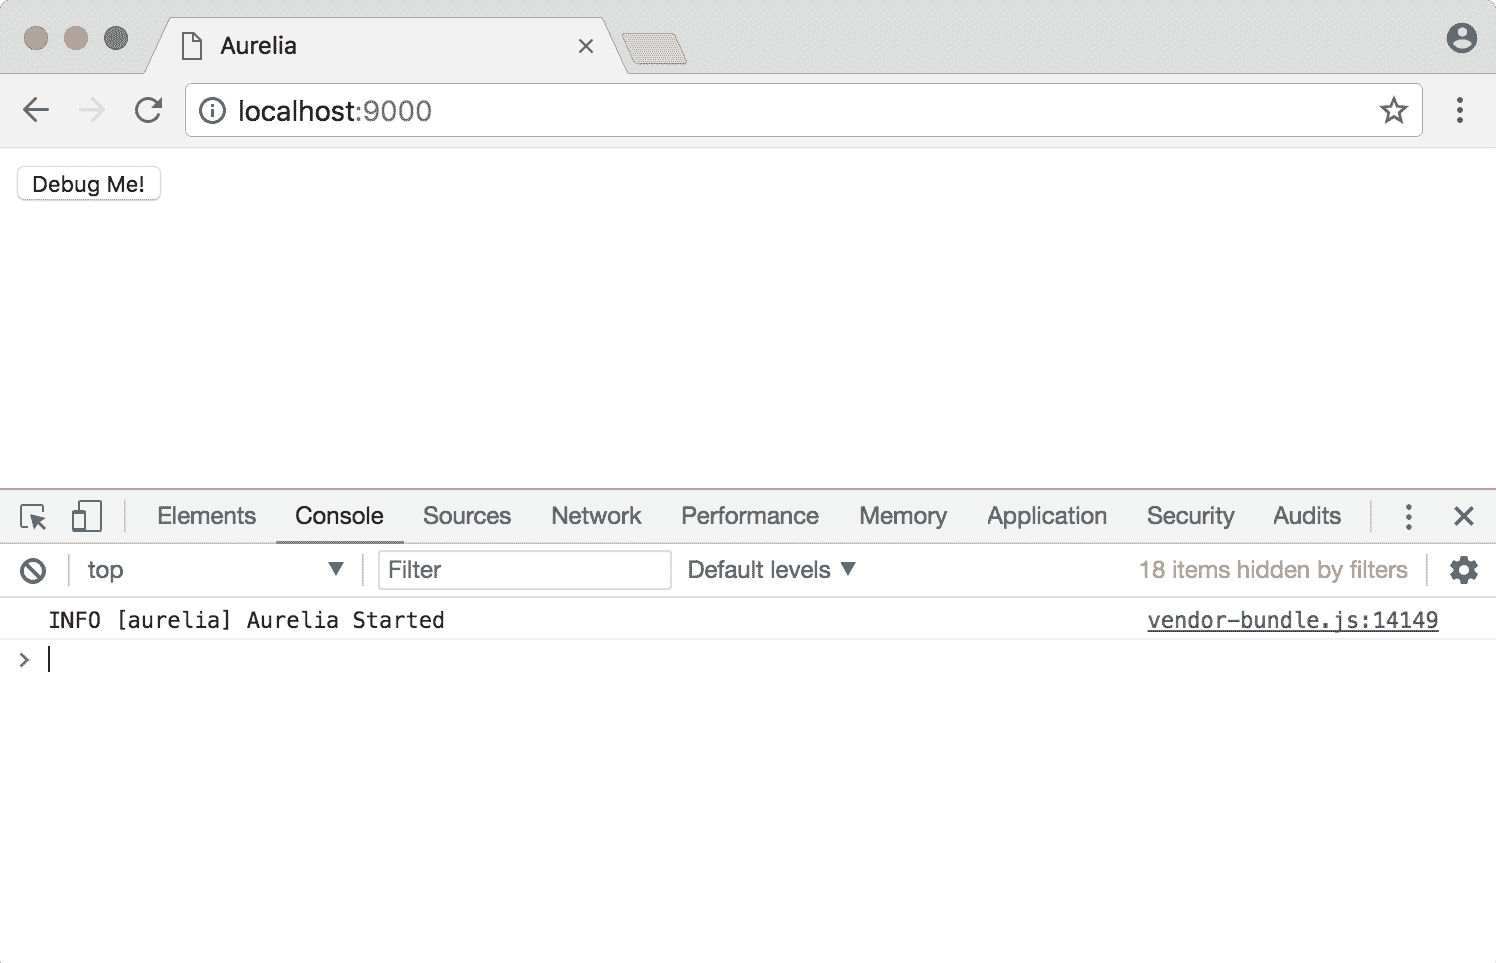 Aurelia
localhost:9000
Debug Me!
Elements Console Sources Network Performance Memory Application Security Audits
top Filter Default levels 18 items hidden by filters
INFO [aurelia] Aurelia Started vendor-bundle.js:14149